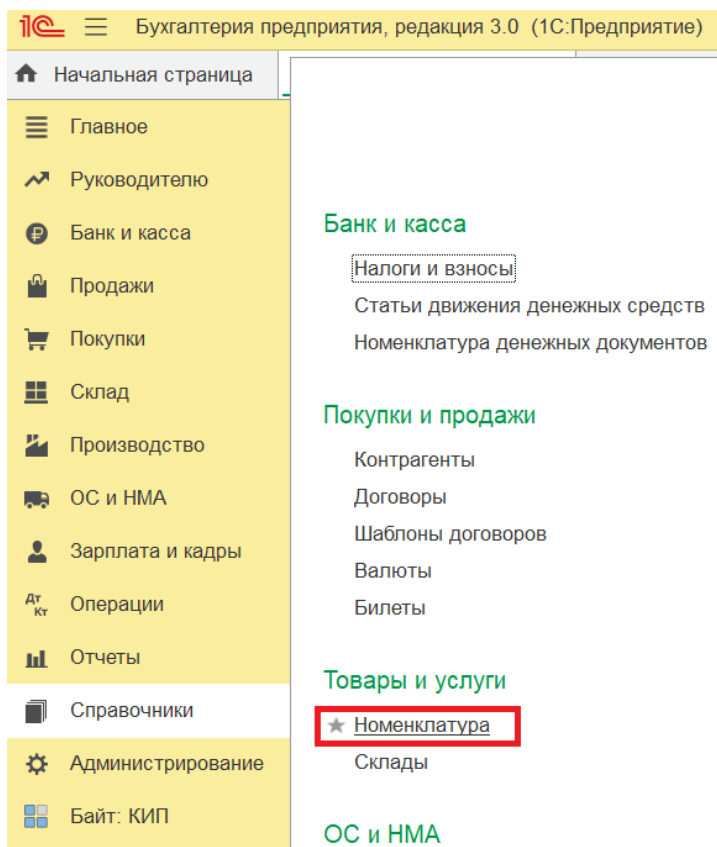 1С Бухгалтерия предприятия, редакция 3.0 (1С:Предприятие)
Начальная страница
Главное
Руководителю
Банк и касса
Продажи
Покупки
Склад
Производство
ОС и НМА
Зарплата и кадры
Дт
Кт
Операции
Отчеты
Справочники
Администрирование
Байт: КИП
Банк и касса
Налоги и взносы
Статьи движения денежных средств
Номенклатура денежных документов
Покупки и продажи
Контрагенты
Договоры
Шаблоны договоров
Валюты
Билеты
Товары и услуги
Номенклатура
Склады
ОС и НМА